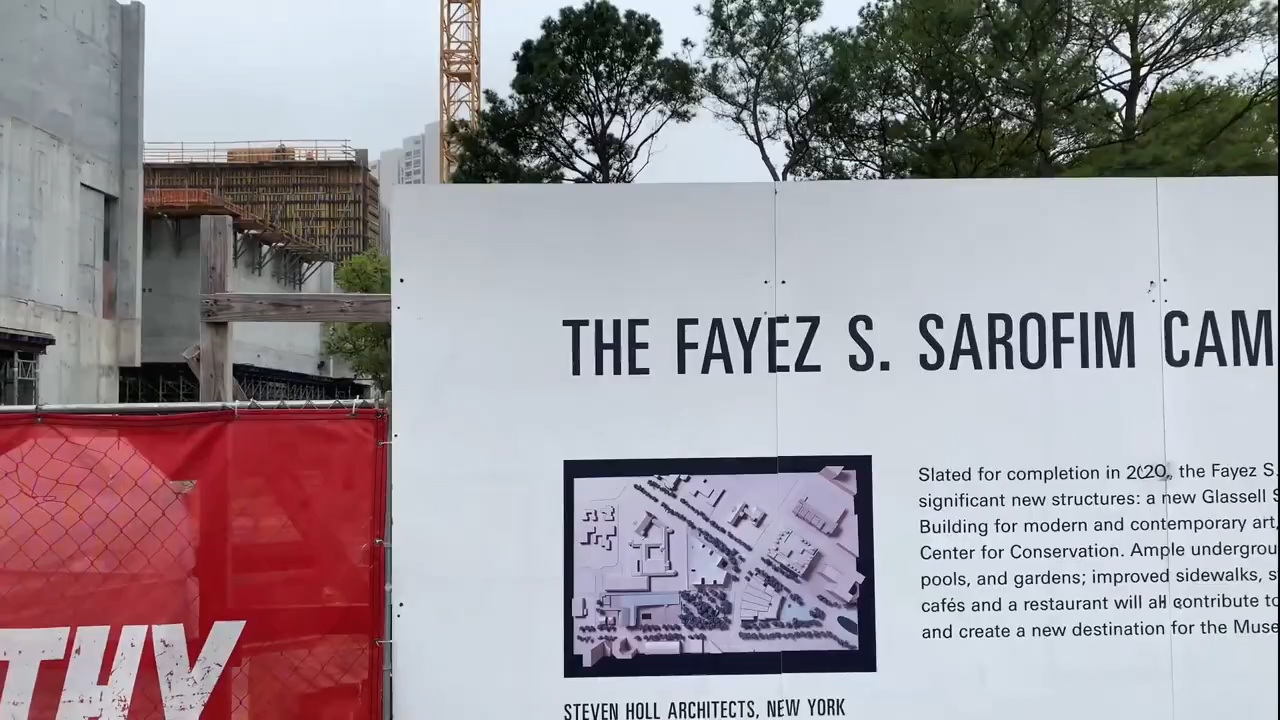 THE FAYEZ S. SAROFIM CAM
Slated for completion in 2020, the Fayez S.
significant new structures: a new Glassell S
Building for modern and contemporary art,
Center for Conservation. Ample undergrou
pools, and gardens; improved sidewalks, s
cafés and a restaurant will all contribute to
and create a new destination for the Muse
STEVEN HOLL ARCHITECTS, NEW YORK
THY